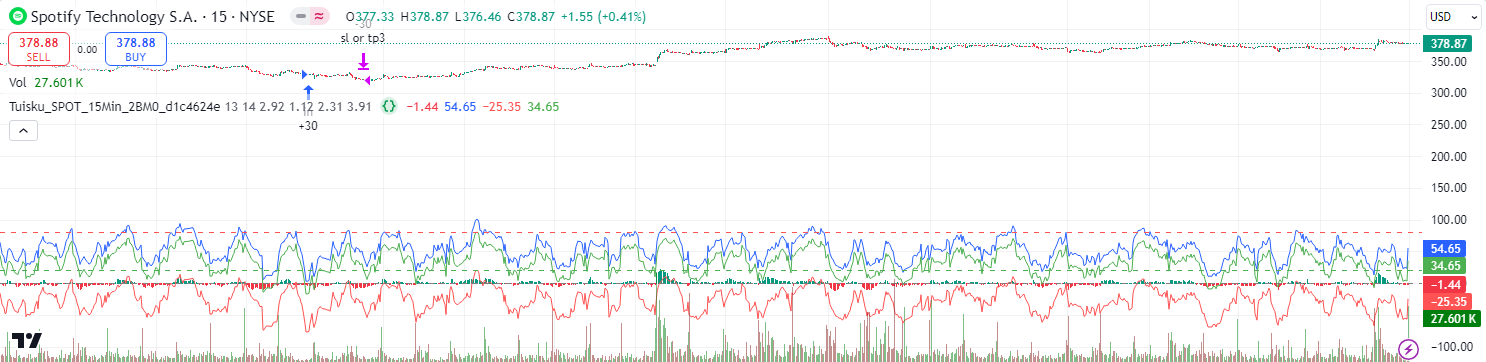 Spotify Technology S.A. · 15 · NYSE O377.33 H378.87 L376.46 C378.87 +1.55 (+0.41%)
USD
-30
sl or tp3
378.88
SELL
0.00
378.88
BUY
Vol 27.601 K
Tuisku_SPOT_15Min_2BM0_d1c4624e 13 14 2.92 1.12 2.31 3.91 {} −1.44 54.65 −25.35 34.65
in
+30
378.87
350.00
300.00
250.00
200.00
150.00
100.00
54.65
34.65
−1.44
−25.35
27.601 K
−100.00